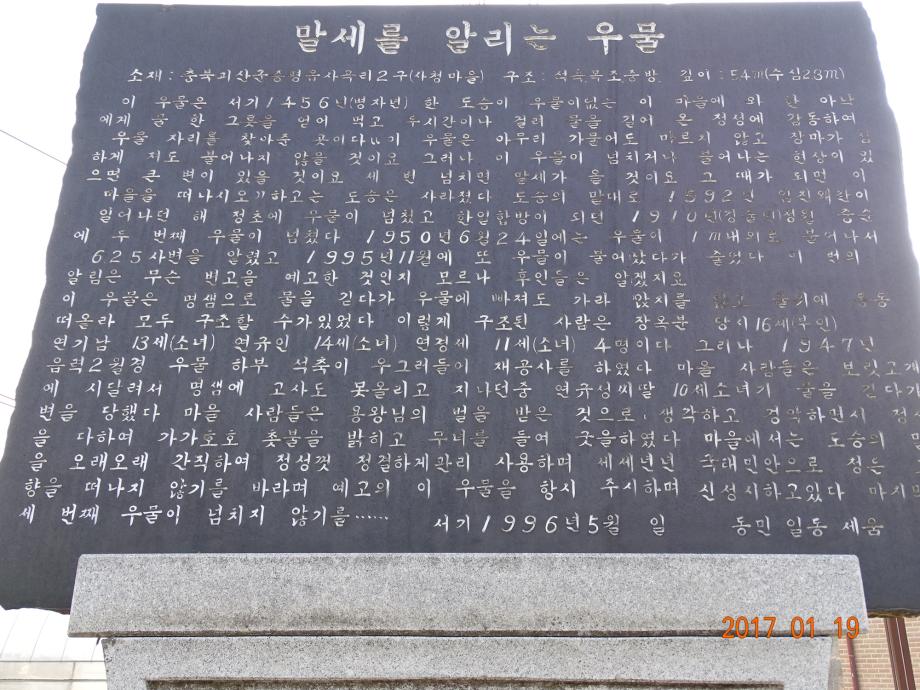 말세를 알리는 우물
소재 : 충북괴산군증평읍사곡리2구(사청마을) 구조 : 석축목조 깊이 : 5.4m(수심2.3m)
이 우물은 서기1456년(병자년) 한 도승이 우물이없는 이 마을에 와 한 아낙
에게 꿈 한 그릇을 얻어 먹고 두시간이나 걸려 물을 길어 온 정성에 감동하여
우물 자리를 찾아준 곳이다 이 우물은 아무리 가물어도 마르지 않고 장마가 심
하게 져도 불어나지 않을 것이요 그러나 이 우물이 넘치거나 불어나는 현상이 있
으면 큰 변이 있을 것이요 세 번 넘치면 말세가 올 것이요 그 때가 되면 이
마을을 떠나시오" 하고는 도승은 사라졌다 도승의 말대로 1592년 임진왜란이
일어나던 해 정초에 우물이 넘쳤고 한일합방이 되던 1910년
에 두 번째 우물이 넘쳤다 1950년6월24일에는 우물이 1m내외로 불어나서
625사변을 알렸고 1995년11월에 또 우물이 불어났다가 줄었다 이 번의
알림은 무슨 변고를 예고한 것인지 모르나 후인들은 알겠지요
이 우물은 명샘으로 물을 긷다가 우물에 빠져도 가라 앉지를 않고 물위에 둥둥
떠올라 모두 구조할 수가있었다 이렇게 구조된 사람은 장옥분 당시16세(부인)
연기남 13세(소녀) 연규인 14세(소녀) 연경세 11세(소녀) 4명이다 그러나 1947년
음력2월경 우물 하부 석축이 우그러들어 재공사를 하였다 마을 사람들은 보릿고개
에 시달려서 명샘에 고사도 못올리고 지나던중 연규성씨딸 10세소녀가 물을 긷다가
변을 당했다 마을 사람들은 용왕님의 벌을 받은 것으로 생각하고 경악하면서 정
을 다하여 가가호호 촛불을 밝히고 무녀를 들여 굿을하였다 마을에서는 도승의
을 오래오래 간직하여 정성껏 정결하게관리 사용하며 세세년년 국태민안으로 정든
향을 떠나지 않기를 바라며 예고의 이 우물을 항시 주시하며 신성시하고있다 마지막
세 번째 우물이 넘치지 않기를......  서기1996년5월 일 동민 일동 세움
2017 01 19